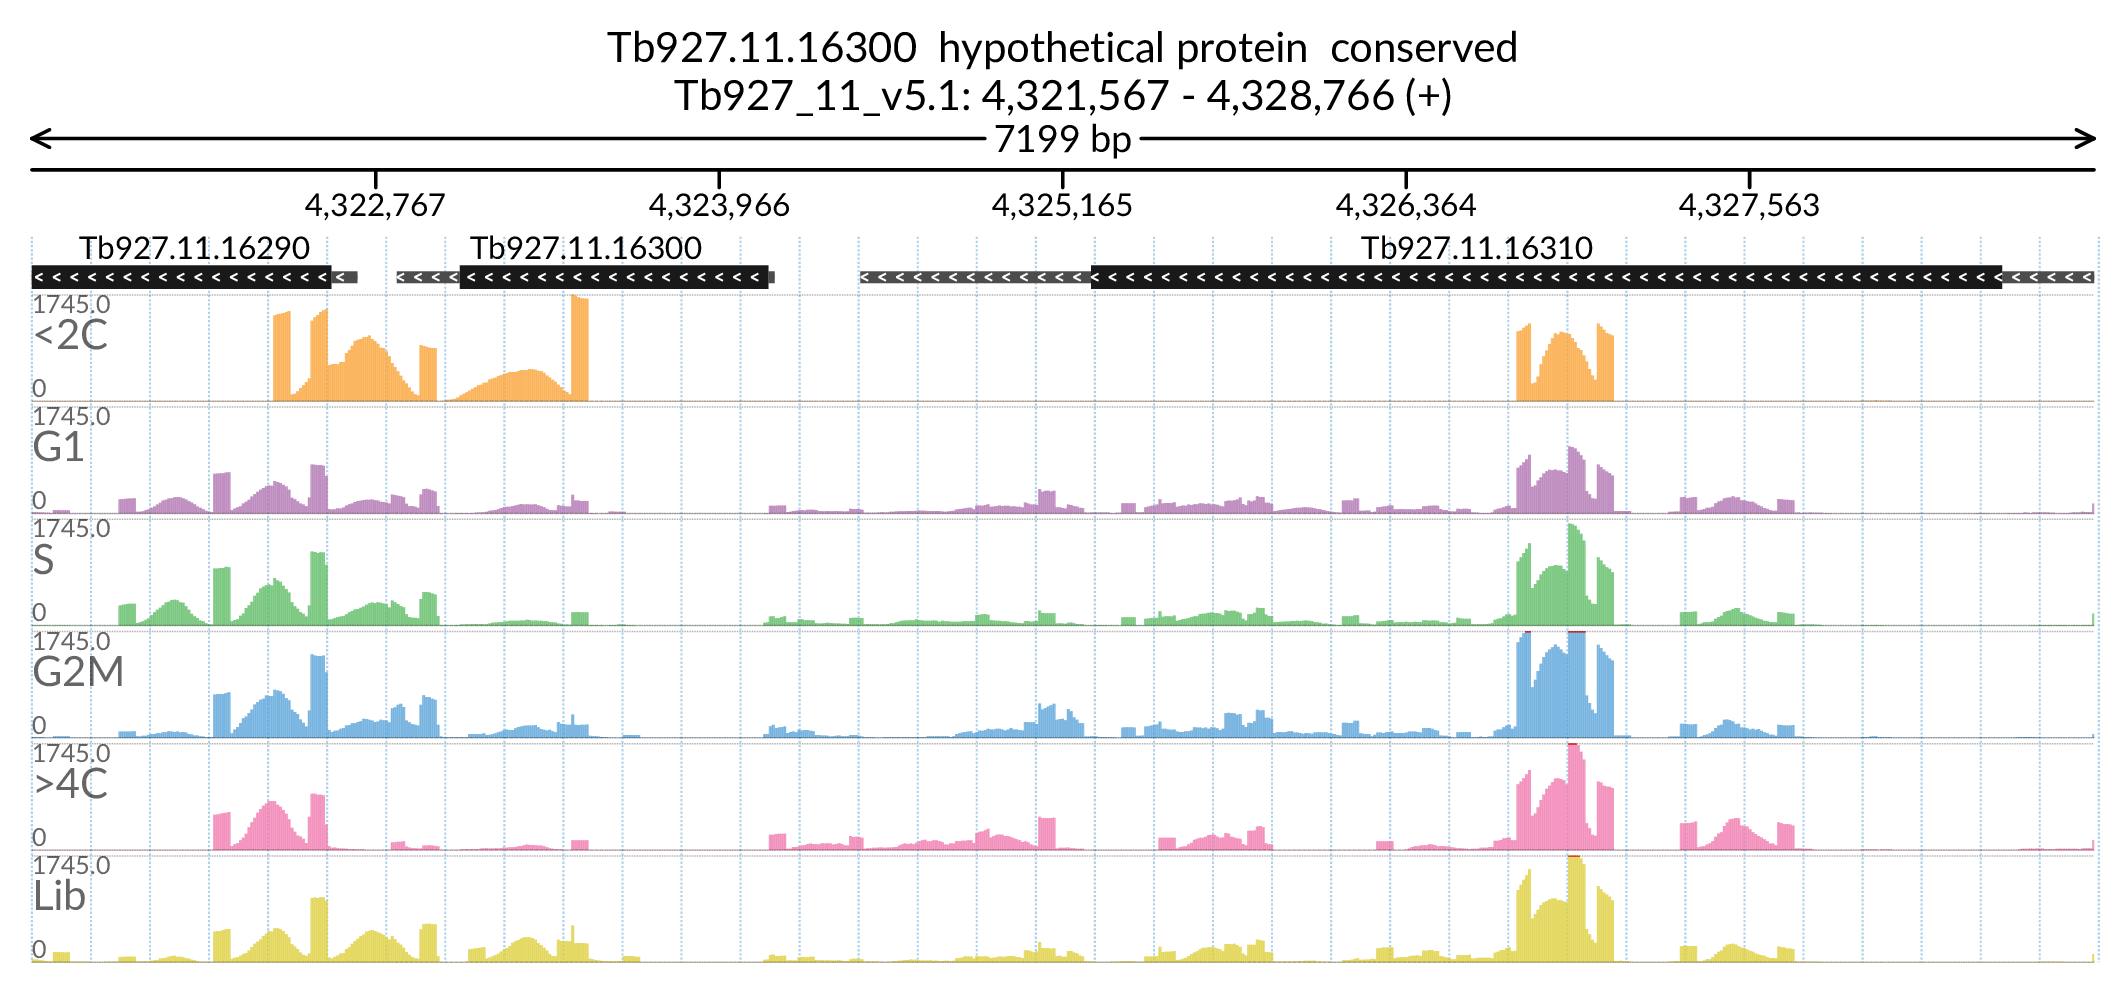 Tb927.11.16300  hypothetical protein  conserved
Tb927_11_v5.1: 4,321,567 - 4,328,766 (+)
7199 bp
4,322,767 4,323,966 4,325,165 4,326,364 4,327,563
Tb927.11.16290 Tb927.11.16300 Tb927.11.16310
1745.0
<2C
0
1745.0
G1
0
1745.0
S
0
1745.0
G2M
0
1745.0
>4C
0
1745.0
Lib
0